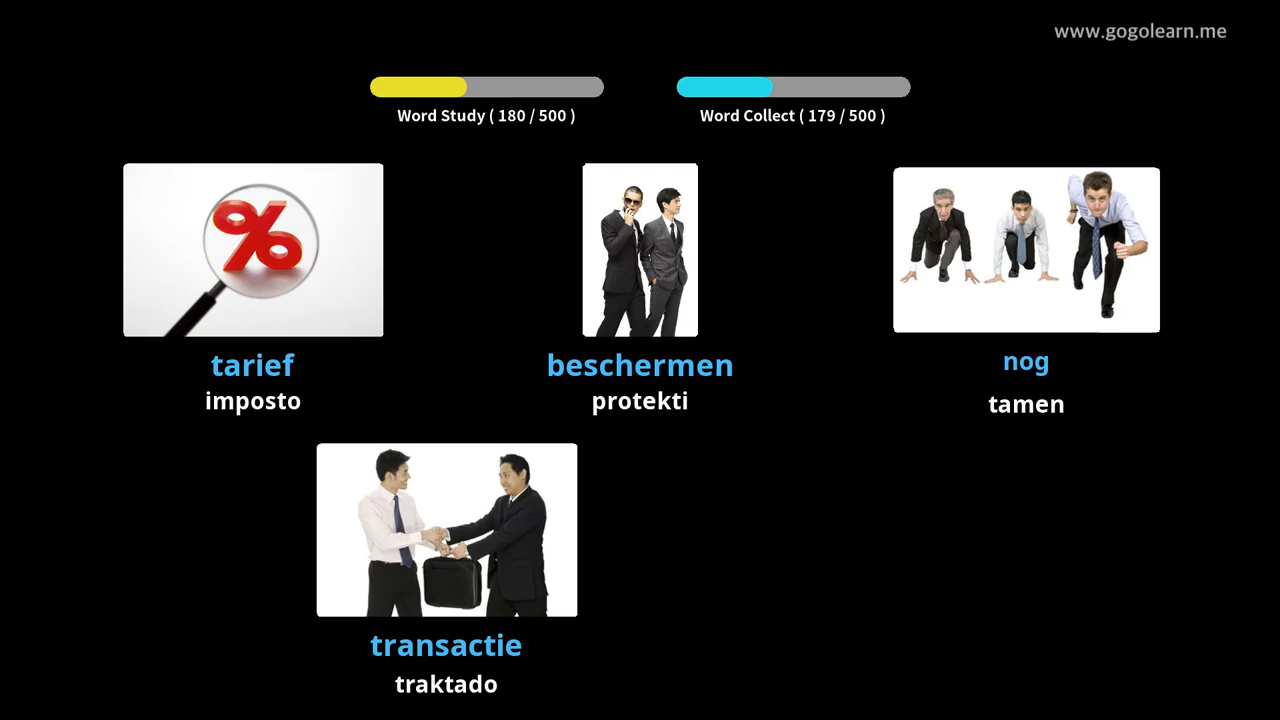 www.gogolearn.me
Word Study ( 180 / 500 )
Word Collect ( 179 / 500 )
%
tarief
imposto
beschermen
protekti
nog
tamen
transactie
traktado